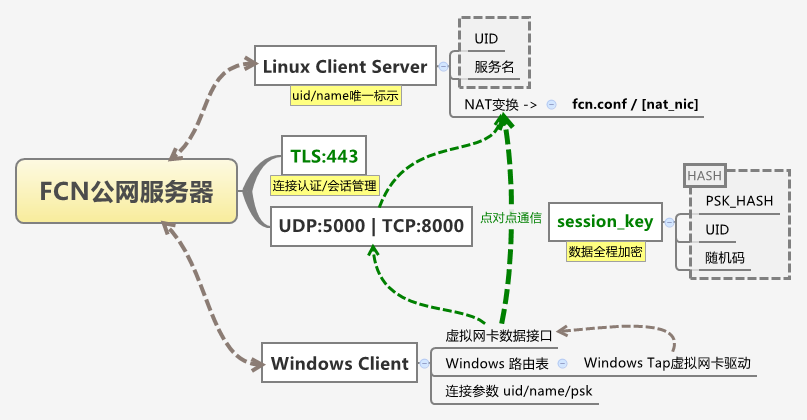 UID
服务名
Linux Client Server
uid/name唯一标示
NAT变换 ->
fcn.conf / [nat_nic]
TLS:443
连接认证/会话管理
FCN公网服务器
UDP:5000 | TCP:8000
点对点通信
HASH
PSK_HASH
session_key
UID
数据全程加密
随机码
虚拟网卡数据接口
Windows Client
Windows 路由表
Windows Tap虚拟网卡驱动
连接参数 uid/name/psk